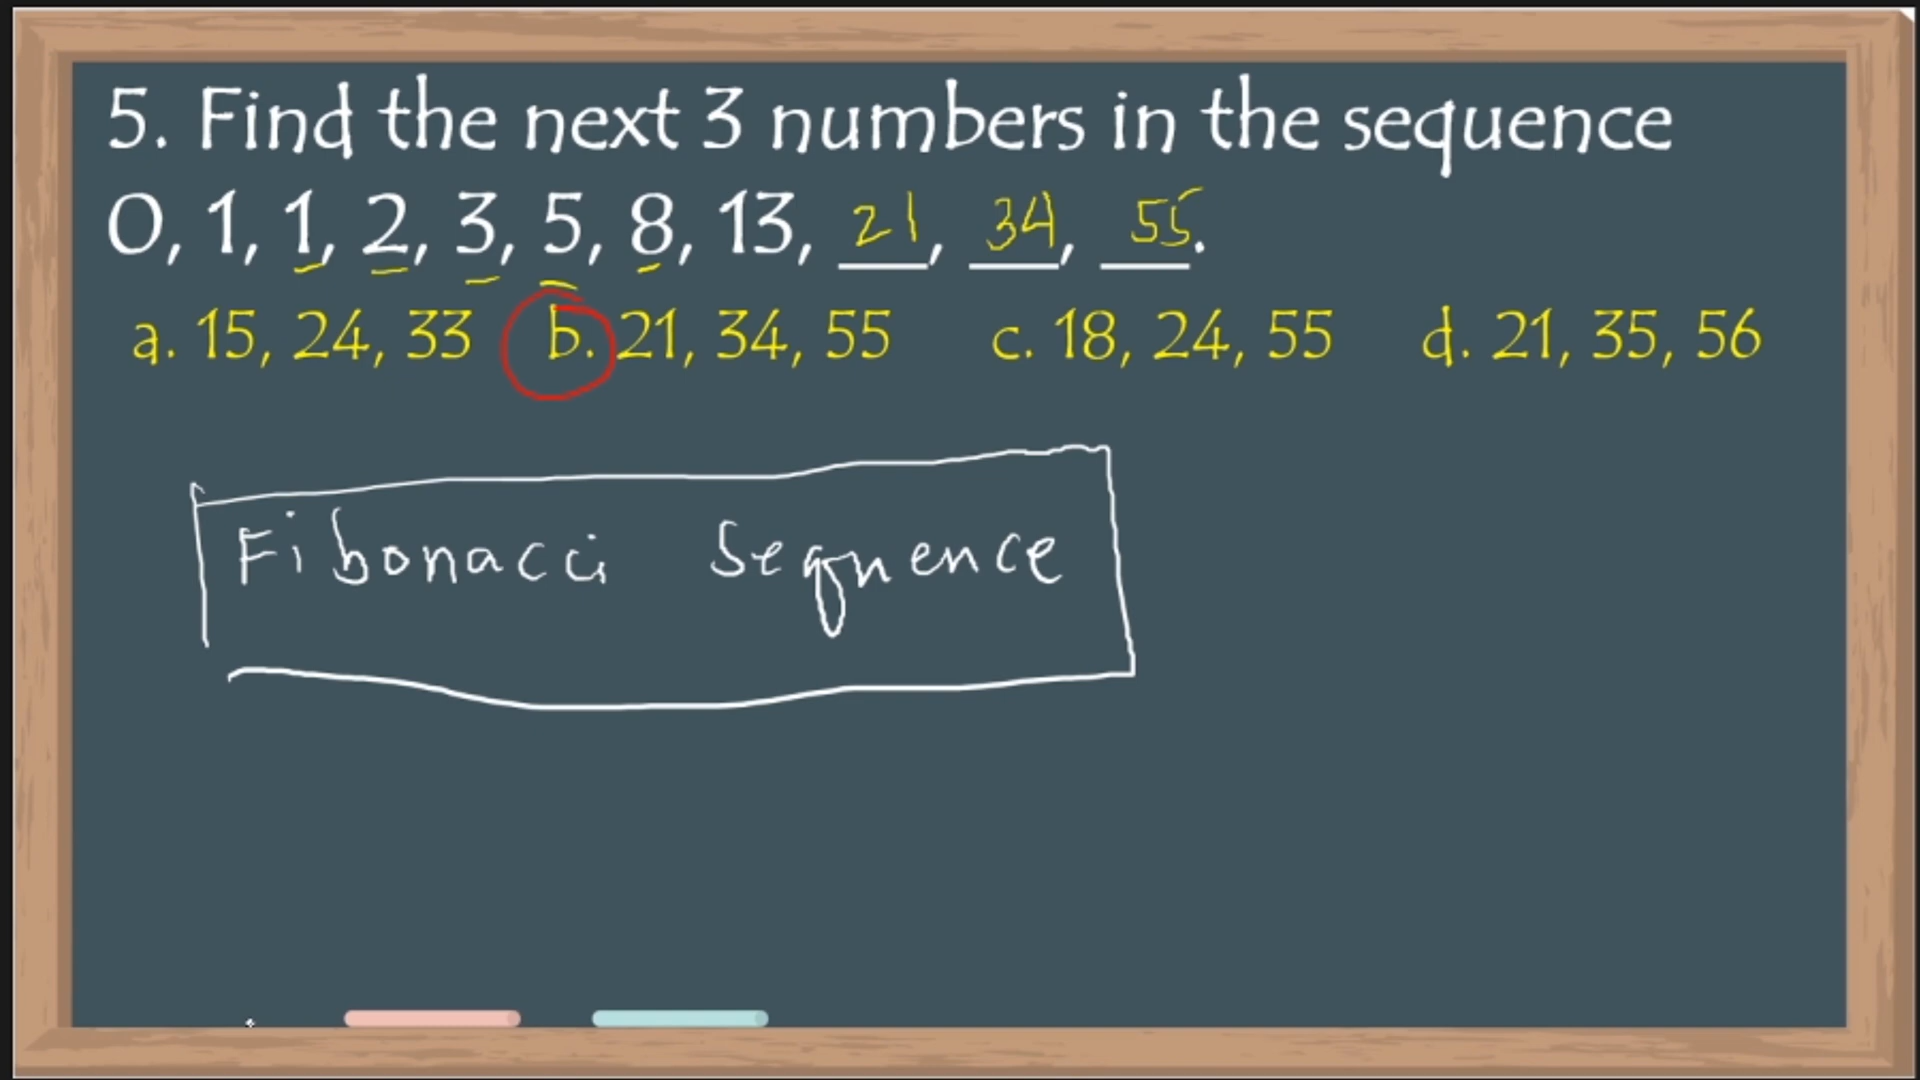 5. Find the next 3 numbers in the sequence
0, 1, 1, 2, 3, 5, 8, 13, 21, 34, 55.
a. 15, 24, 33 b. 21, 34, 55 c. 18, 24, 55 d. 21, 35, 56
Fibonacci Sequence